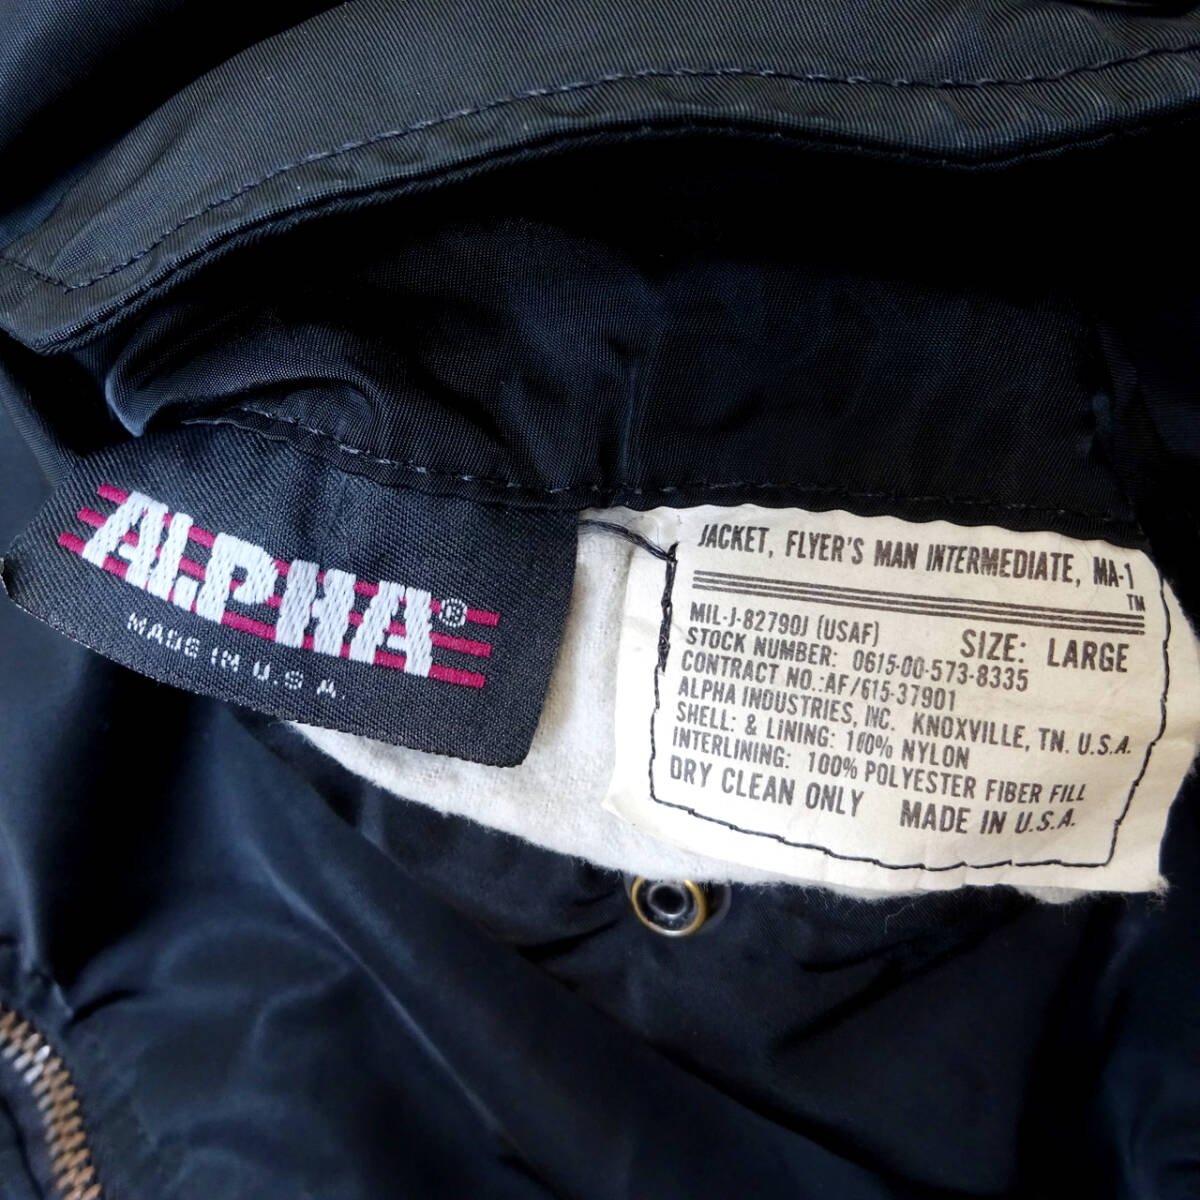 ALPHA®
MADE IN U.S.A.
JACKET, FLYER'S MAN INTERMEDIATE, MA-1
TM
MIL-J-82790J (USAF)
SIZE: LARGE
STOCK NUMBER: 0615-00-573-8335
CONTRACT NO.:AF/615-37901
ALPHA INDUSTRIES, INC. KNOXVILLE, TN. U.S.A.
SHELL: & LINING: 100% NYLON
INTERLINING: 100% POLYESTER FIBER FILL
DRY CLEAN ONLY MADE IN U.S.A.